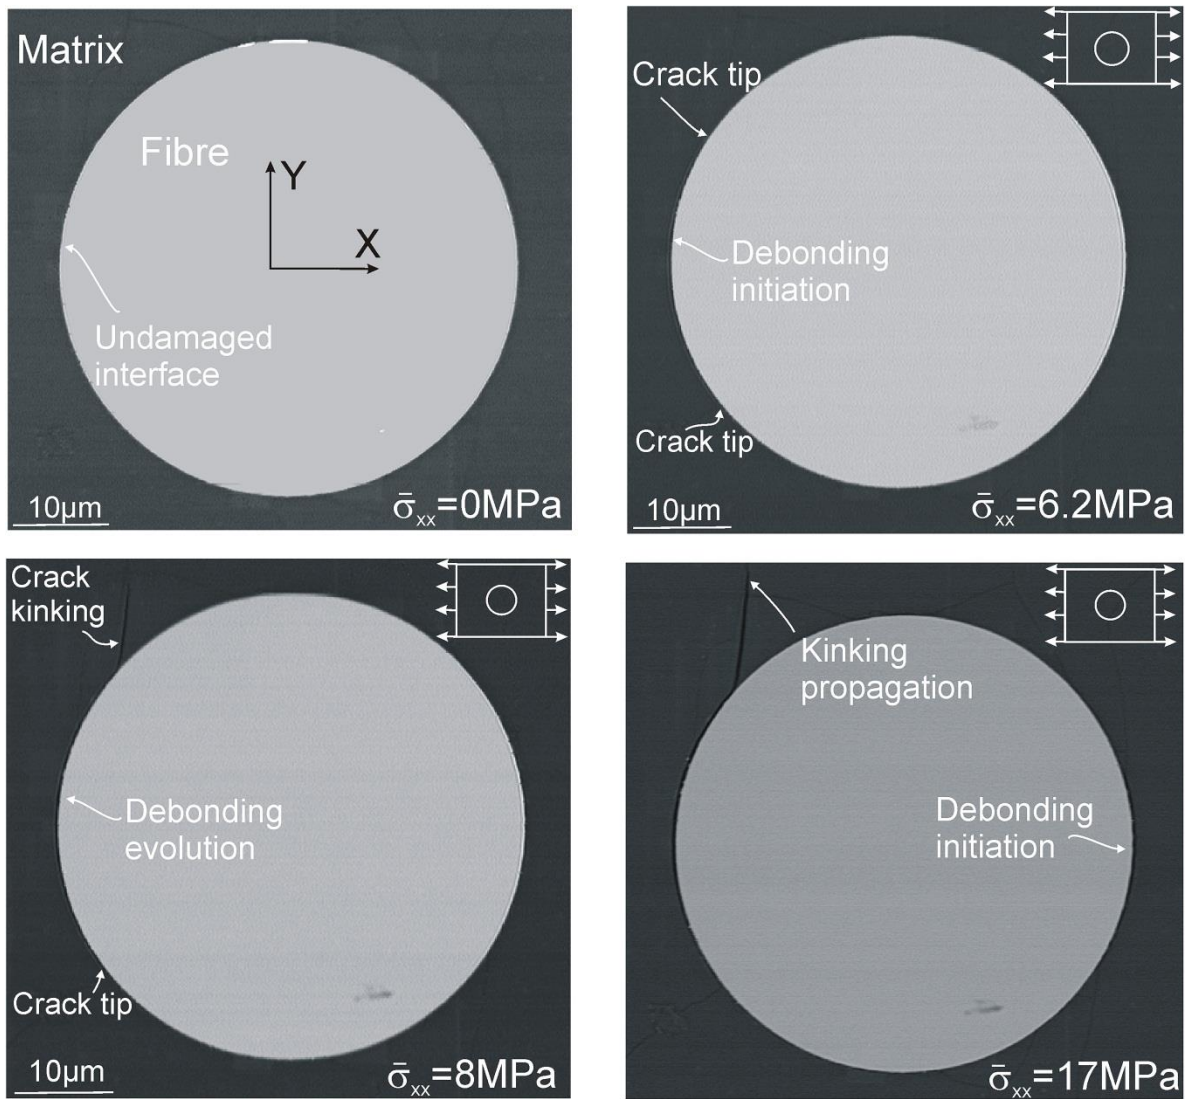 Matrix
Fibre
Y
X
Undamaged
interface
10µm
σ̄xx=0MPa
Crack tip
Debonding
initiation
Crack tip
10µm
σ̄xx=6.2MPa
Crack
kinking
Debonding
evolution
Crack tip
10µm
σ̄xx=8MPa
Kinking
propagation
Debonding
initiation
σ̄xx=17MPa